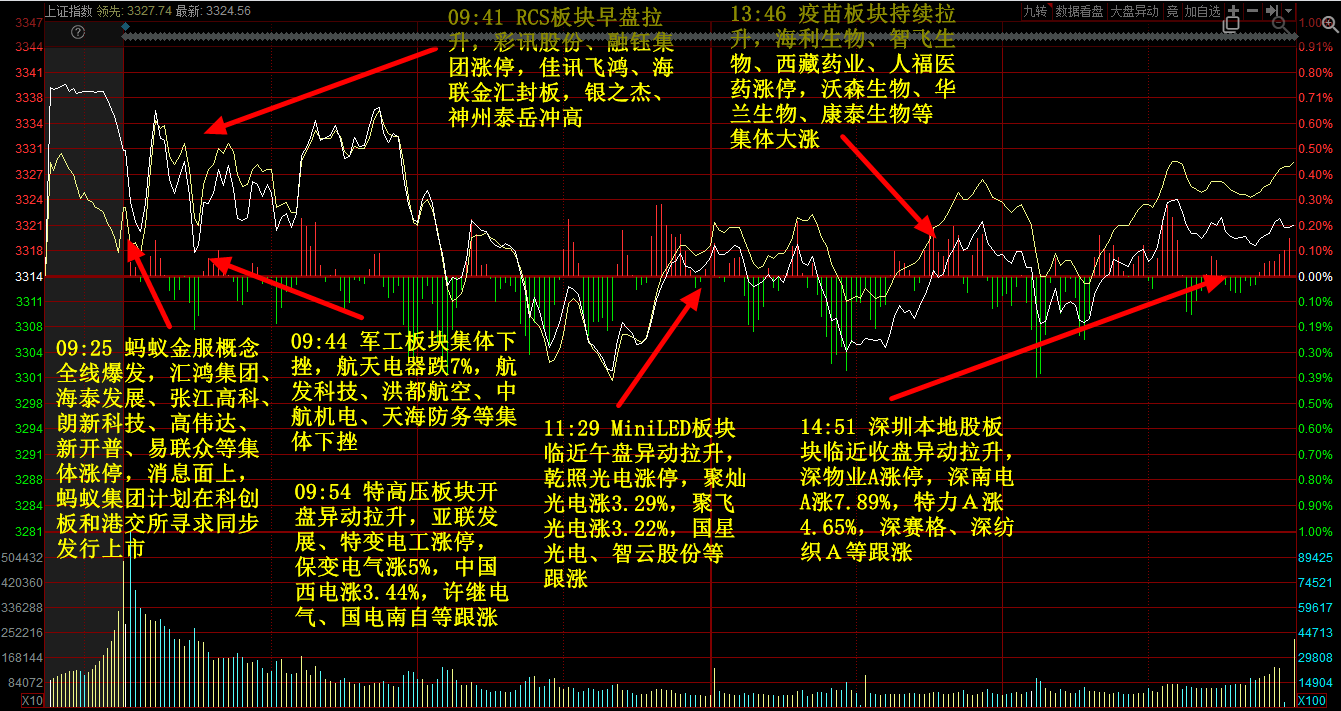 上证指数 领先: 3327.74 最新: 3324.56
九转 数据看盘 大盘异动 竞 加自选
3347
3344
3341
3338
3334
3331
3327
3324
3321
3318
3314
3311
3308
3304
3301
3298
3294
3291
3288
3284
3281
504432
420360
336288
252216
168144
84072
X10
09:41 RCS板块早盘拉
升，彩讯股份、融钰集
团涨停，佳讯飞鸿、海
联金汇封板，银之杰、
神州泰岳冲高
13:46 疫苗板块持续拉
升，海利生物、智飞生
物、西藏药业、人福医
药涨停，沃森生物、华
兰生物、康泰生物等
集体大涨
09:25 蚂蚁金服概念
全线爆发，汇鸿集团、
海泰发展、张江高科、
朗新科技、高伟达、
新开普、易联众等集
体涨停，消息面上，
蚂蚁集团计划在科创
板和港交所寻求同步
发行上市
09:44 军工板块集体下
挫，航天电器跌7%，航
发科技、洪都航空、中
航机电、天海防务等集
体下挫
09:54 特高压板块开
盘异动拉升，亚联发
展、特变电工涨停，
保变电气涨5%，中国
西电涨3.44%，许继电
气、国电南自等跟涨
11:29 MiniLED板块
临近午盘异动拉升，
乾照光电涨停，聚灿
光电涨3.29%，聚飞
光电涨3.22%，国星
光电、智云股份等
跟涨
14:51 深圳本地股板
块临近收盘异动拉升，
深物业A涨停，深南电
A涨7.89%，特力Ａ涨
4.65%，深赛格、深纺
织Ａ等跟涨
1.00%
0.91%
0.80%
0.71%
0.60%
0.50%
0.40%
0.30%
0.20%
0.10%
0.00%
0.10%
0.19%
0.30%
0.39%
0.50%
0.60%
0.70%
0.80%
0.90%
1.00%
89425
74521
59617
44713
29808
14904
X100